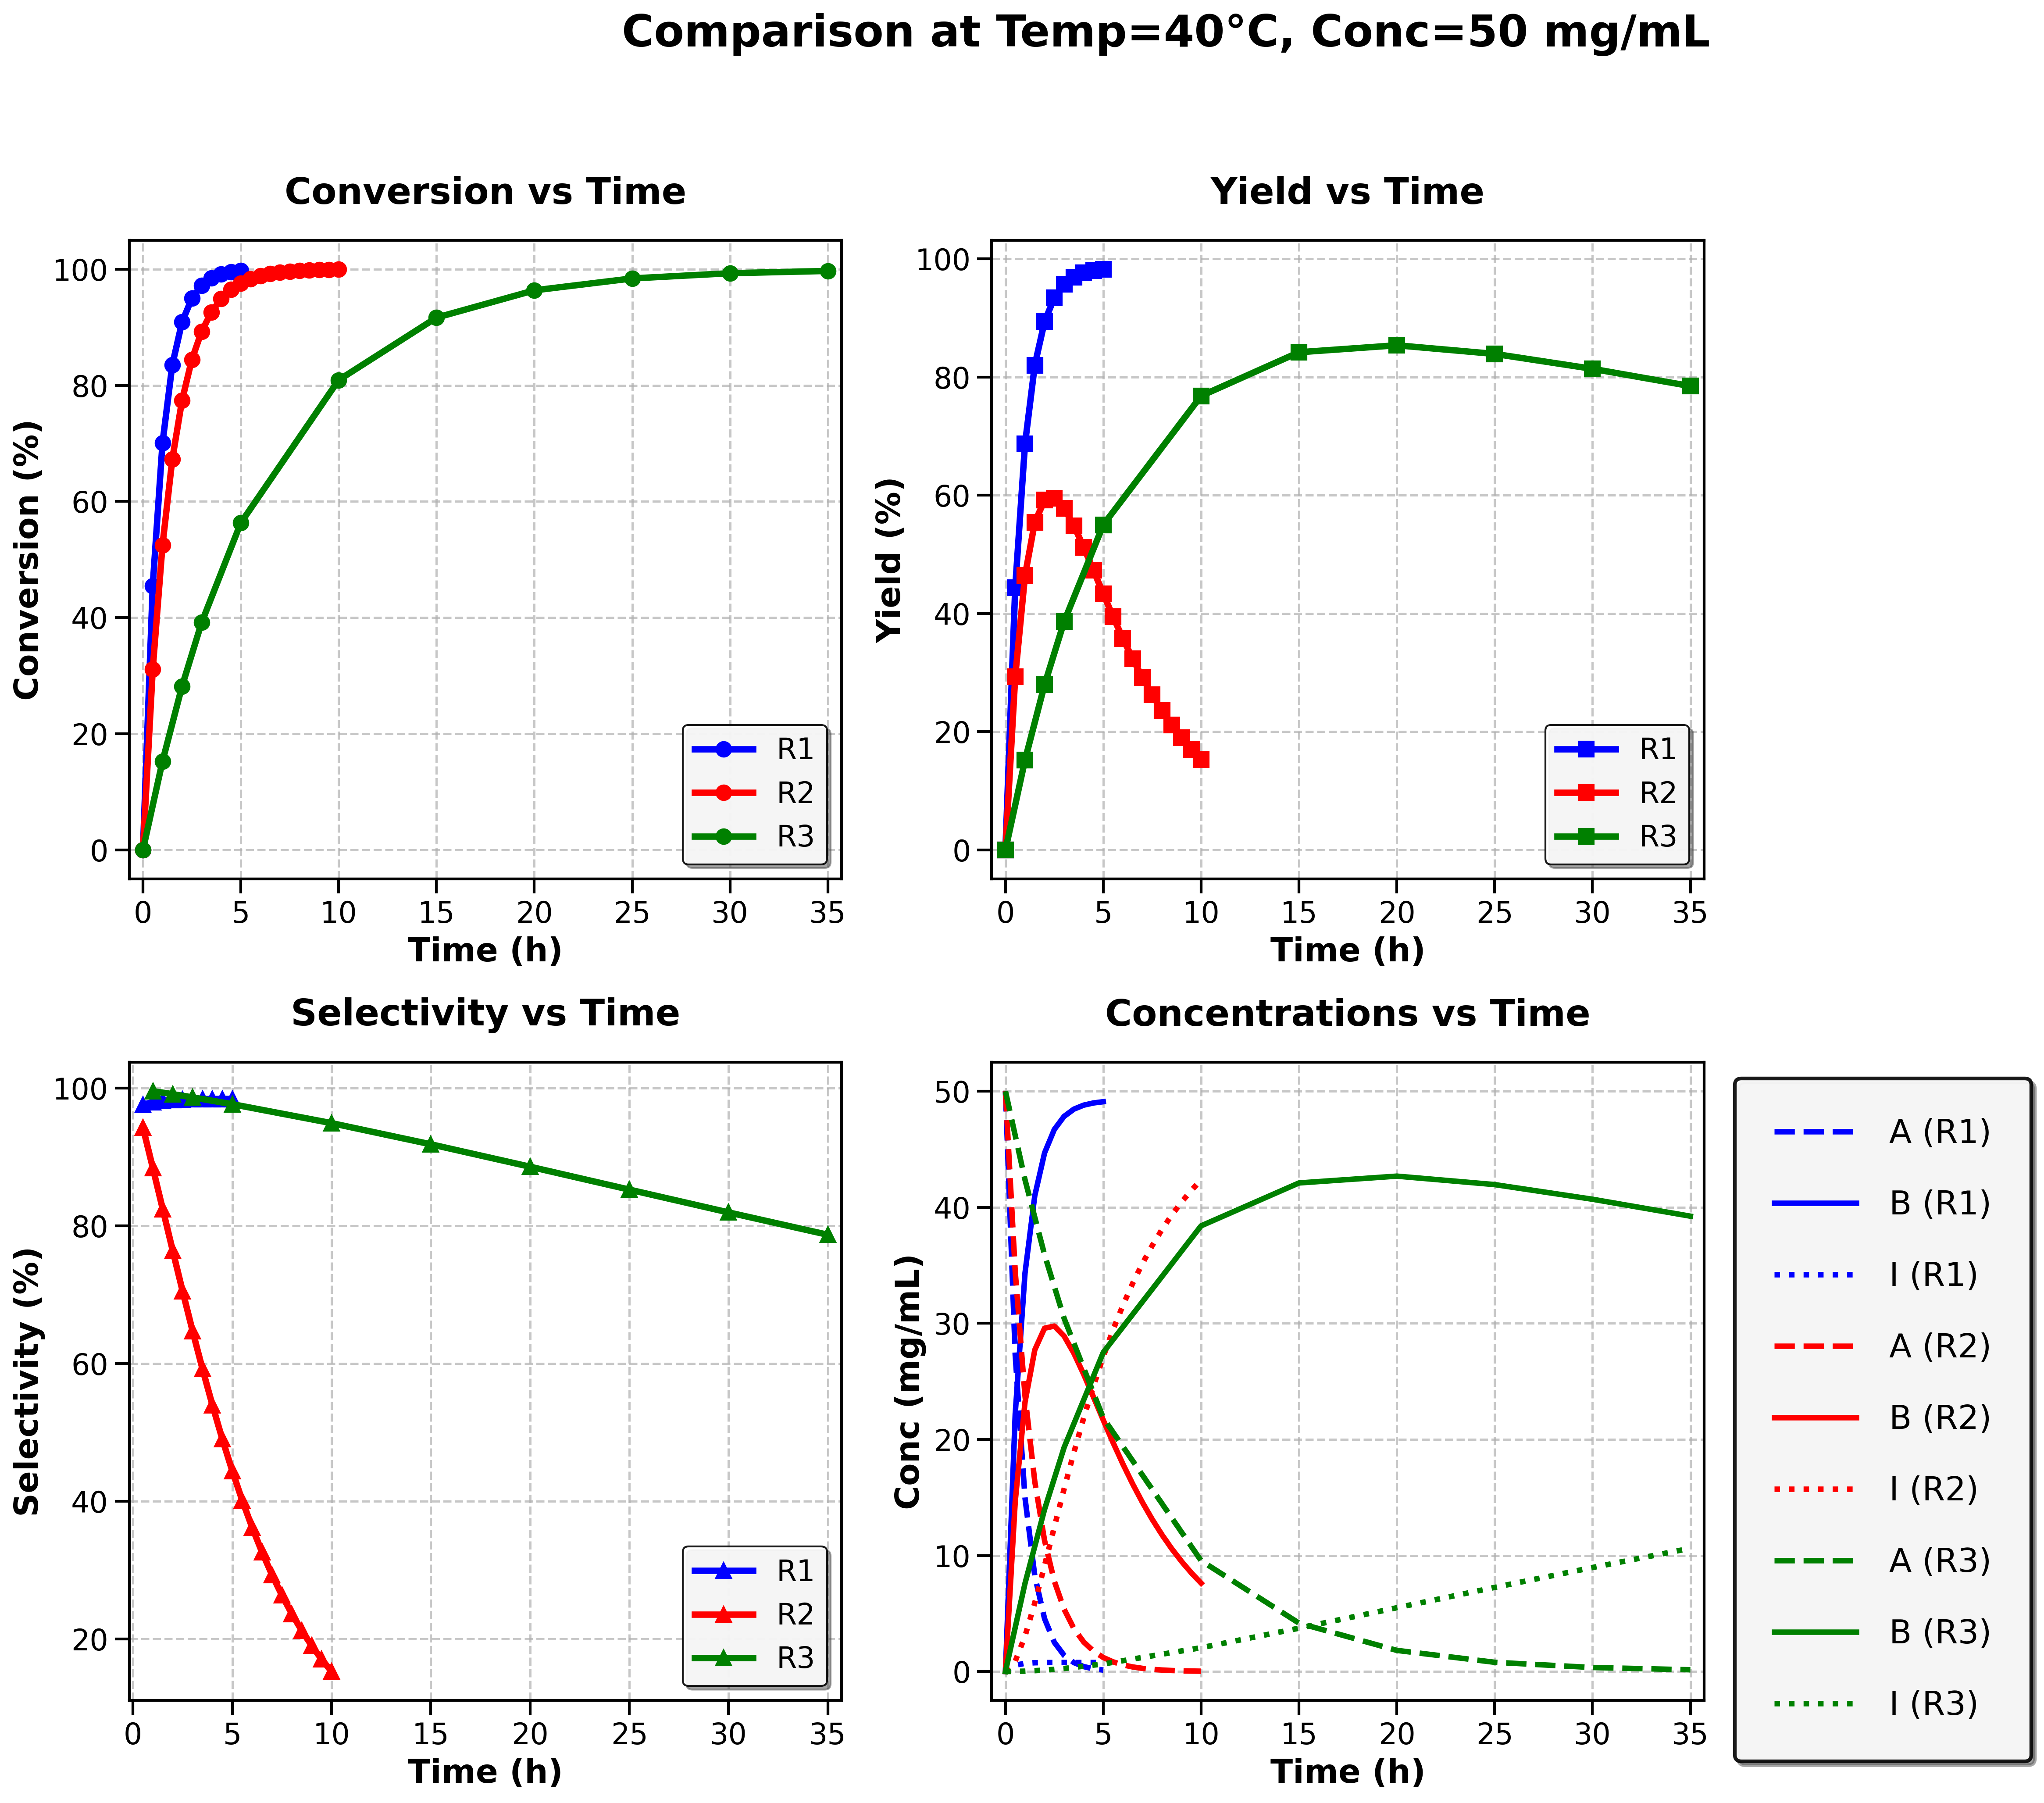 Comparison at Temp=40°C, Conc=50 mg/mL
Conversion vs Time
Conversion (%)
100
80
60
40
20
0
R1
R2
R3
0 5 10 15 20 25 30 35
Time (h)
Yield vs Time
Yield (%)
100
80
60
40
20
0
R1
R2
R3
0 5 10 15 20 25 30 35
Time (h)
Selectivity vs Time
Selectivity (%)
100
80
60
40
20
R1
R2
R3
0 5 10 15 20 25 30 35
Time (h)
Concentrations vs Time
Conc (mg/mL)
50
40
30
20
10
0
0 5 10 15 20 25 30 35
Time (h)
A (R1)
B (R1)
I (R1)
A (R2)
B (R2)
I (R2)
A (R3)
B (R3)
I (R3)